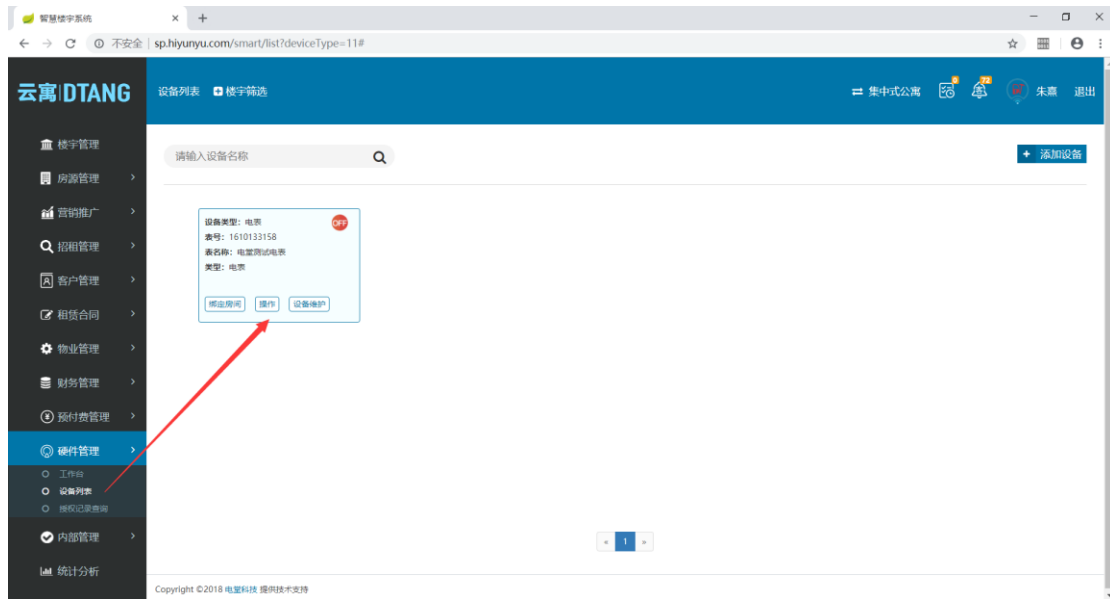 智慧楼宇系统
不安全 | sp.hiyunyu.com/smart/list?deviceType=11#
云寓|DTANG
设备列表 楼宇筛选
集中式公寓 0 72 朱熹 退出
楼宇管理
房源管理
营销推广
招租管理
客户管理
租赁合同
物业管理
财务管理
预付费管理
硬件管理
工作台
设备列表
授权记录查询
内部管理
统计分析
请输入设备名称
+ 添加设备
设备类型：电表 OFF
表号：1610133158
表名称：电堂测试电表
类型：电表
绑定房间 操作 设备维护
« 1 »
Copyright ©2018 电堂科技 提供技术支持